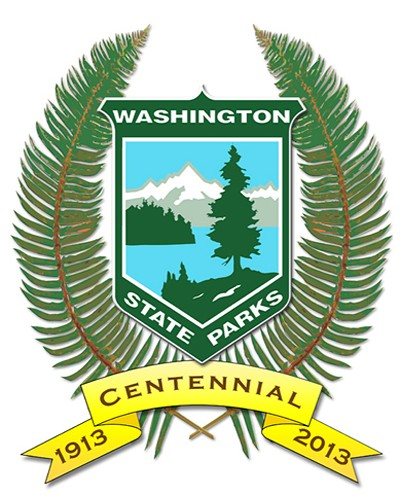 WASHINGTON
STATE PARKS
CENTENNIAL
1913
2013